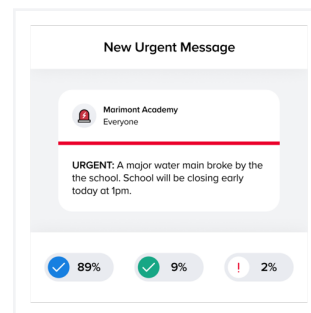 New Urgent Message
Marimont Academy
Everyone
URGENT: A major water main broke by the
the school. School will be closing early
today at 1pm.
89%
9%
! 2%